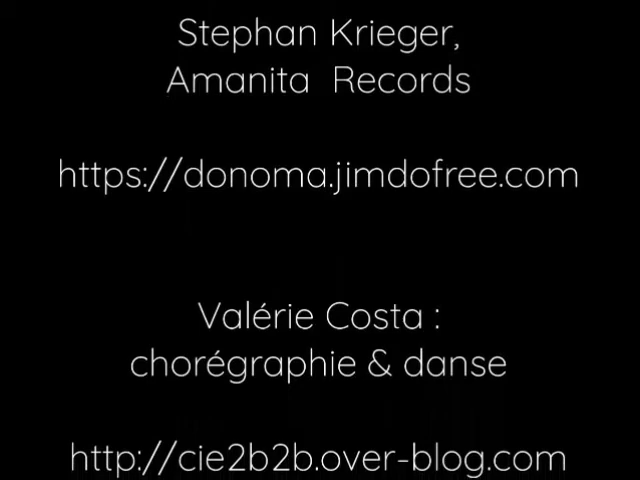 Stephan Krieger,
Amanita Records
https://donoma.jimdofree.com
Valérie Costa :
chorégraphie & danse
http://cie2b2b.over-blog.com